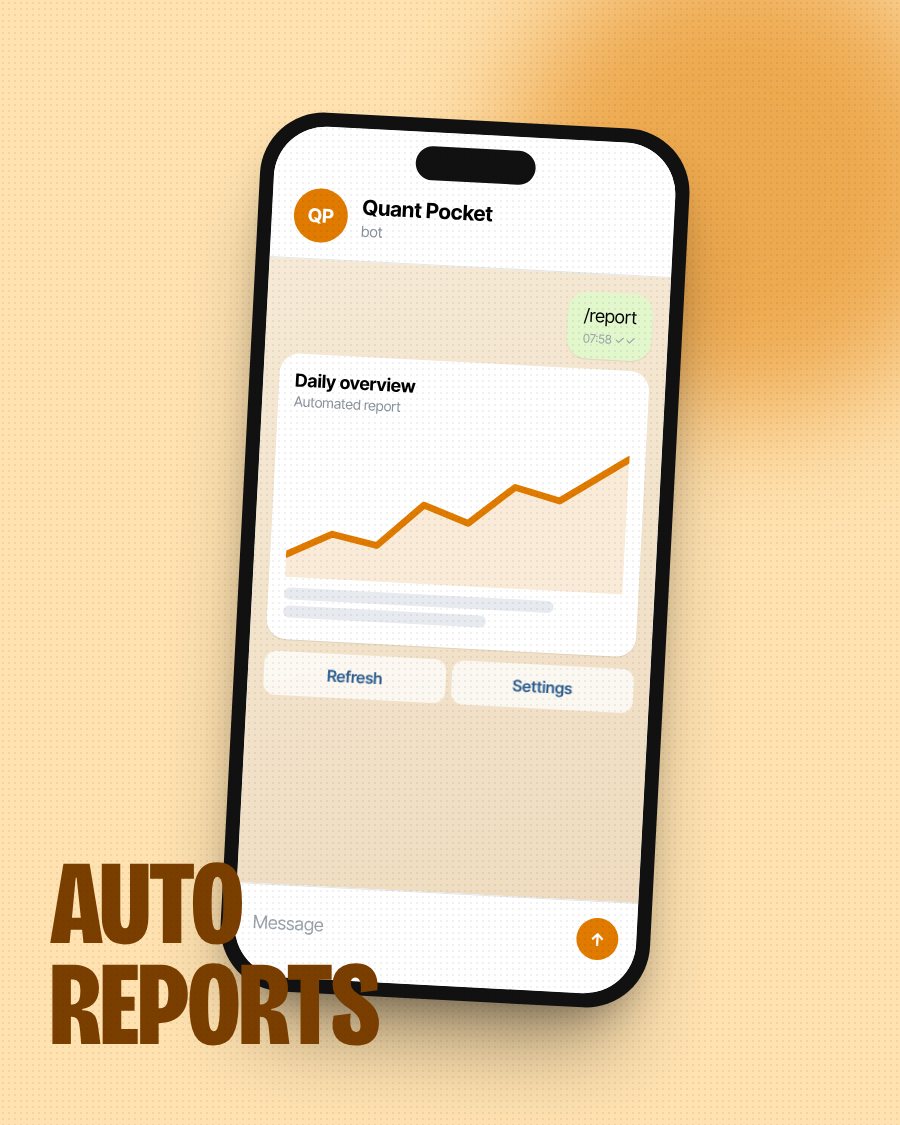 QP
Quant Pocket
bot
/report
07:58
Daily overview
Automated report
Refresh
Settings
Message
AUTO
REPORTS